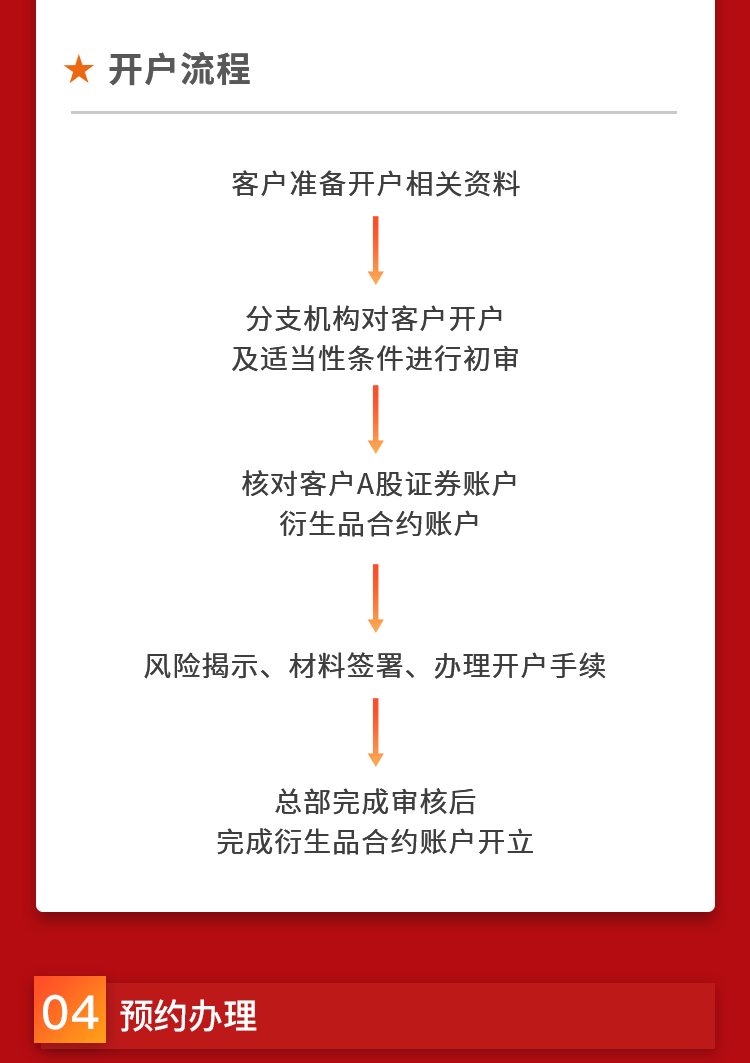 开户流程
客户准备开户相关资料
分支机构对客户开户
及适当性条件进行初审
核对客户A股证券账户
衍生品合约账户
风险揭示、材料签署、办理开户手续
总部完成审核后
完成衍生品合约账户开立
04 预约办理